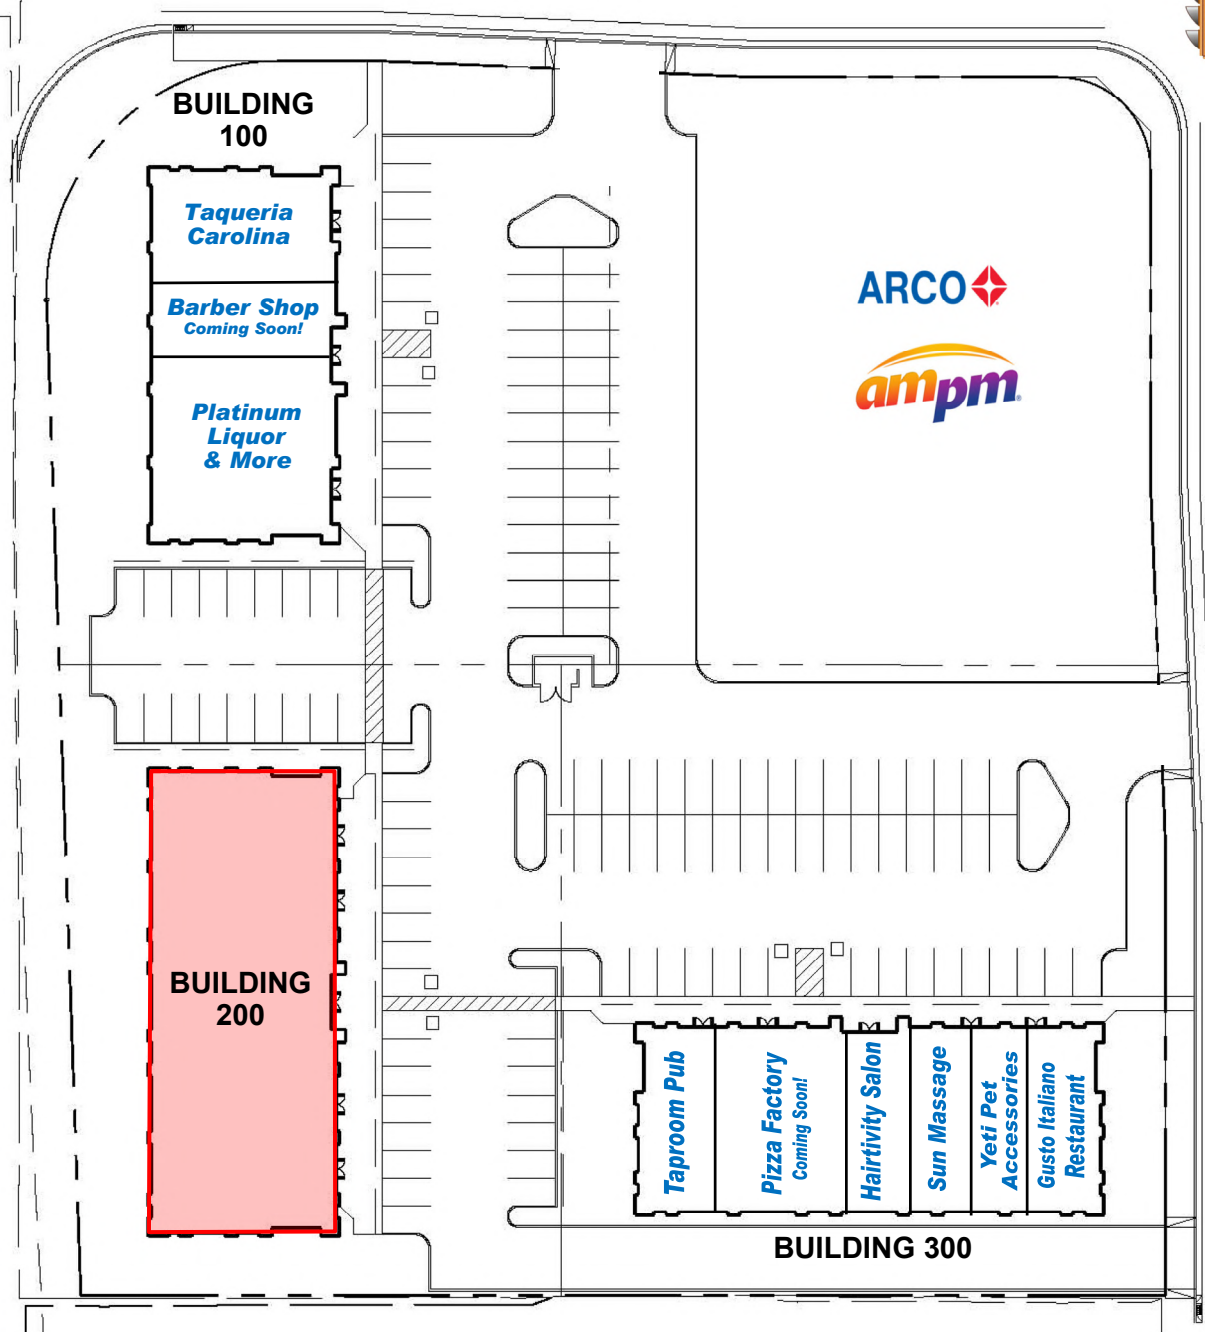 BUILDING
100
Taqueria
Carolina
Barber Shop
Coming Soon!
Platinum
Liquor
& More
ARCO
ampm
BUILDING
200
Taproom Pub
Pizza Factory
Coming Soon!
Hairtivity Salon
Sun Massage
Yeti Pet
Accessories
Gusto Italiano
Restaurant
BUILDING 300